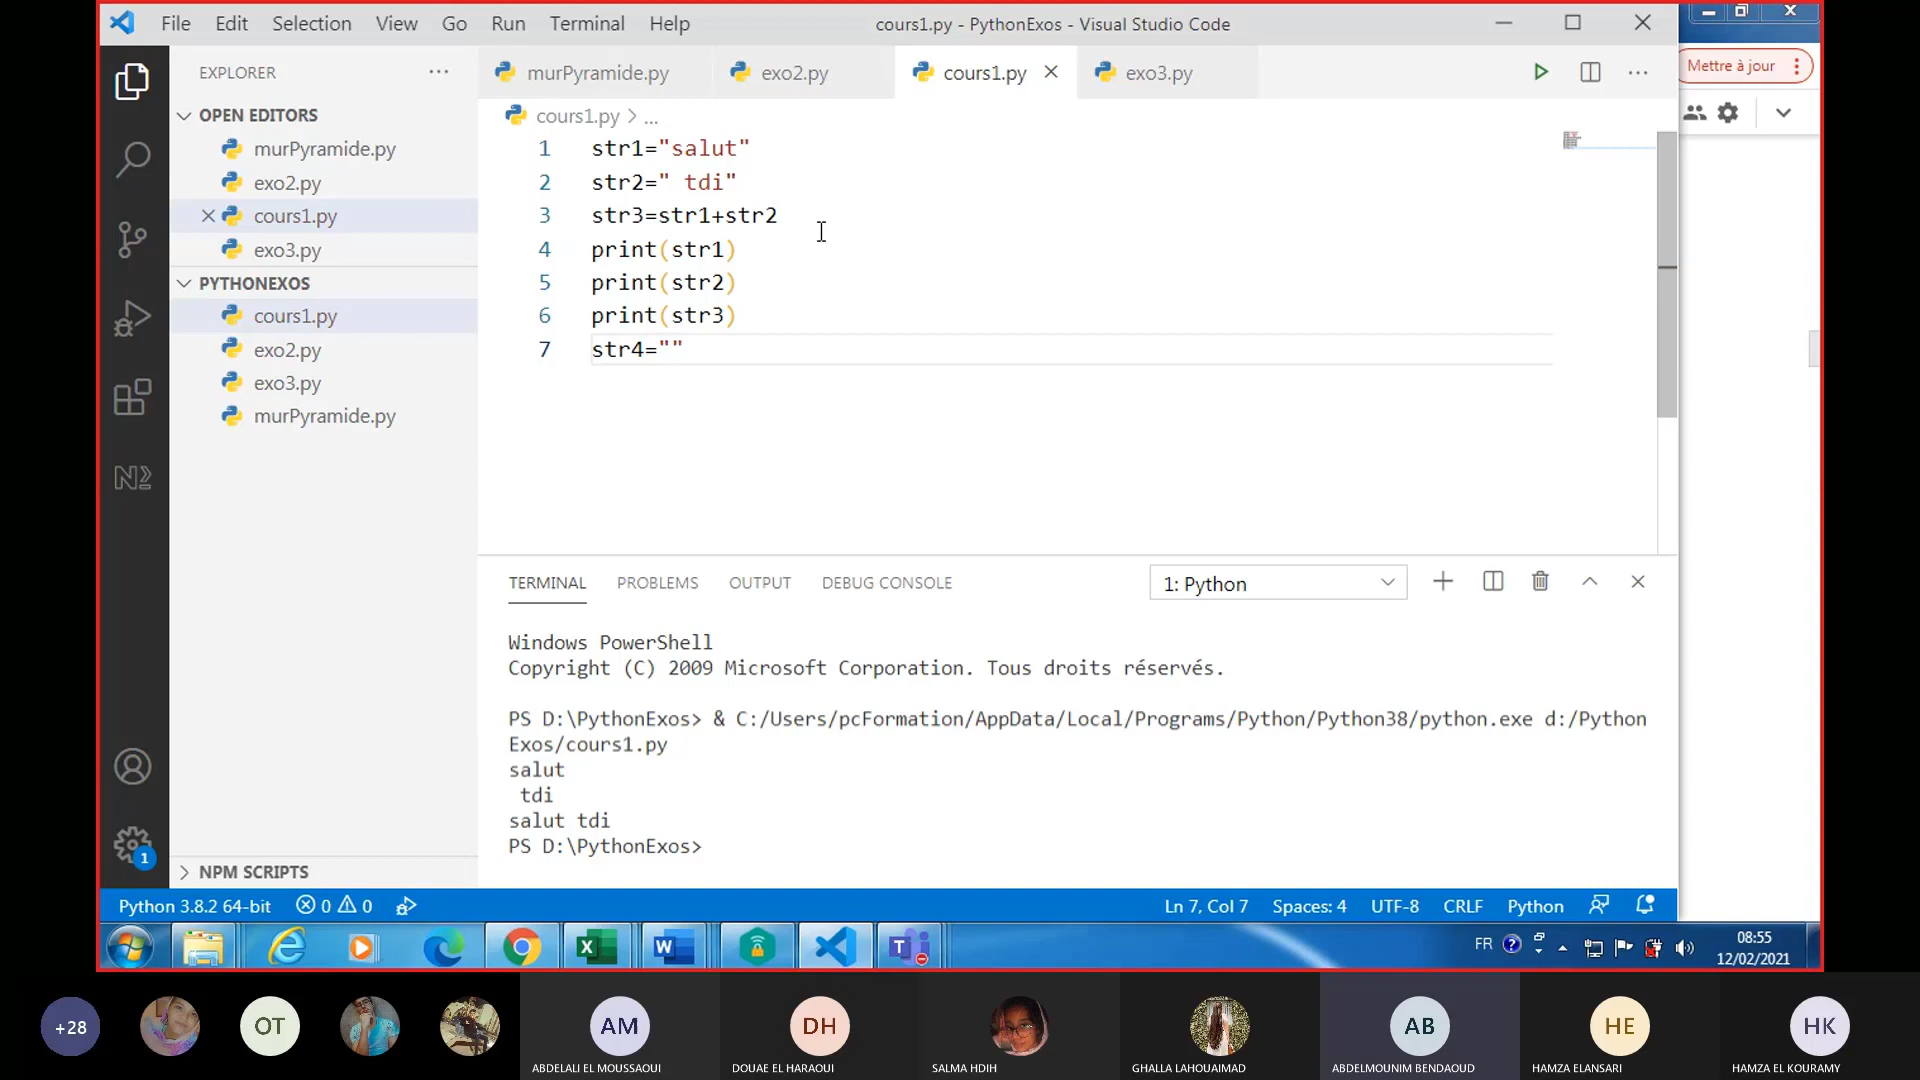 File Edit Selection View Go Run Terminal Help
cours1.py - PythonExos - Visual Studio Code
Mettre à jour
EXPLORER
OPEN EDITORS
murPyramide.py
exo2.py
cours1.py
exo3.py
PYTHONEXOS
cours1.py
exo2.py
exo3.py
murPyramide.py
NPM SCRIPTS
murPyramide.py exo2.py cours1.py exo3.py
cours1.py > ...
1 str1="salut"
2 str2=" tdi"
3 str3=str1+str2
4 print(str1)
5 print(str2)
6 print(str3)
7 str4=""
TERMINAL PROBLEMS OUTPUT DEBUG CONSOLE
1: Python
Windows PowerShell
Copyright (C) 2009 Microsoft Corporation. Tous droits réservés.
PS D:\PythonExos> & C:/Users/pcFormation/AppData/Local/Programs/Python/Python38/python.exe d:/Python
Exos/cours1.py
salut
 tdi
salut tdi
PS D:\PythonExos>
1
Python 3.8.2 64-bit 0 0
Ln 7, Col 7 Spaces: 4 UTF-8 CRLF Python
FR
08:55
12/02/2021
+28
OT
AM
DH
AB
HE
HK
ABDELALI EL MOUSSAOUI
DOUAE EL HARAOUI
SALMA HDIH
GHALLA LAHOUAIMAD
ABDELMOUNIM BENDAOUD
HAMZA ELANSARI
HAMZA EL KOURAMY